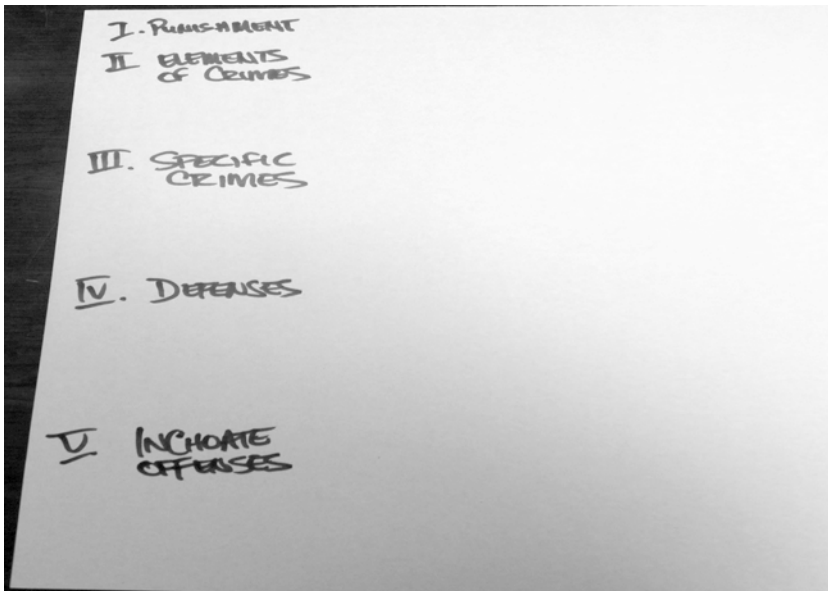 I. PUNISHMENT
II ELEMENTS
OF CRIMES
III. SPECIFIC
CRIMES
IV. DEFENSES
V INCHOATE
OFFENSES